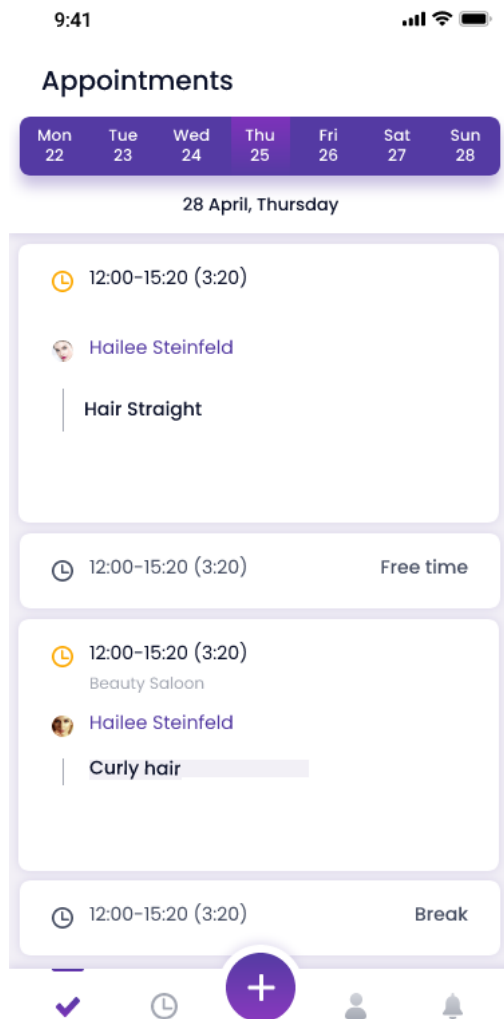 9:41
Appointments
Mon Tue Wed Thu Fri Sat Sun
22 23 24 25 26 27 28
28 April, Thursday
12:00-15:20 (3:20)
Hailee Steinfeld
Hair Straight
12:00-15:20 (3:20) Free time
12:00-15:20 (3:20)
Beauty Saloon
Hailee Steinfeld
Curly hair
12:00-15:20 (3:20) Break